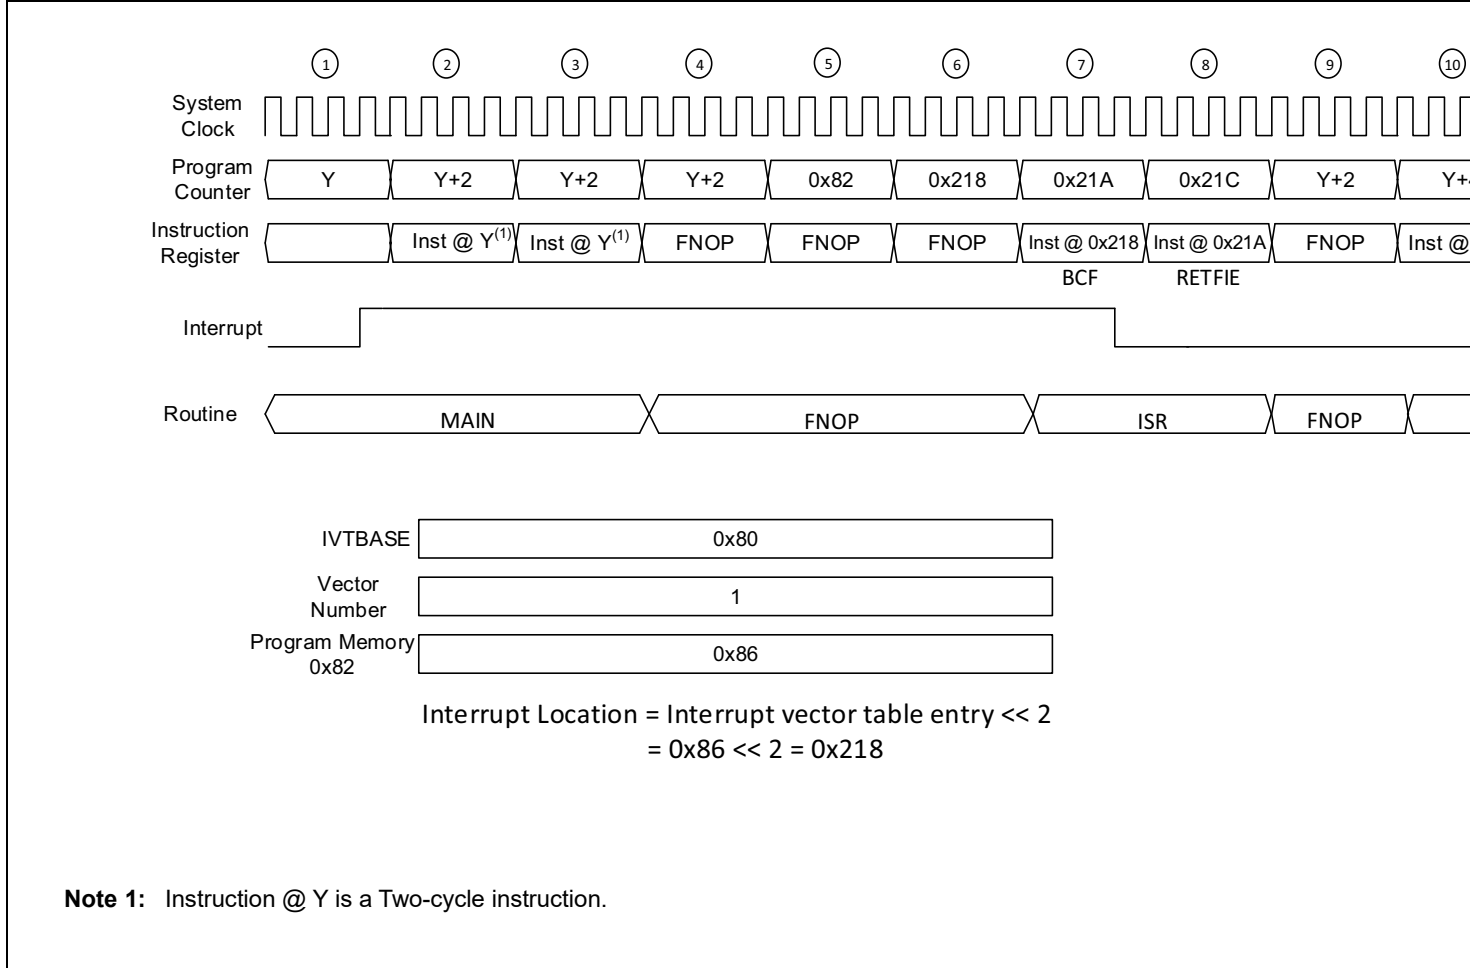 1 2 3 4 5 6 7 8 9 10
System
Clock
Program
Counter
Y Y+2 Y+2 Y+2 0x82 0x218 0x21A 0x21C Y+2 Y+4
Instruction
Register
Inst @ Y(1) Inst @ Y(1) FNOP FNOP FNOP Inst @ 0x218 Inst @ 0x21A FNOP Inst @
BCF RETFIE
Interrupt
Routine MAIN FNOP ISR FNOP
IVTBASE 0x80
Vector
Number
1
Program Memory
0x82
0x86
Interrupt Location = Interrupt vector table entry << 2
= 0x86 << 2 = 0x218
Note 1: Instruction @ Y is a Two-cycle instruction.